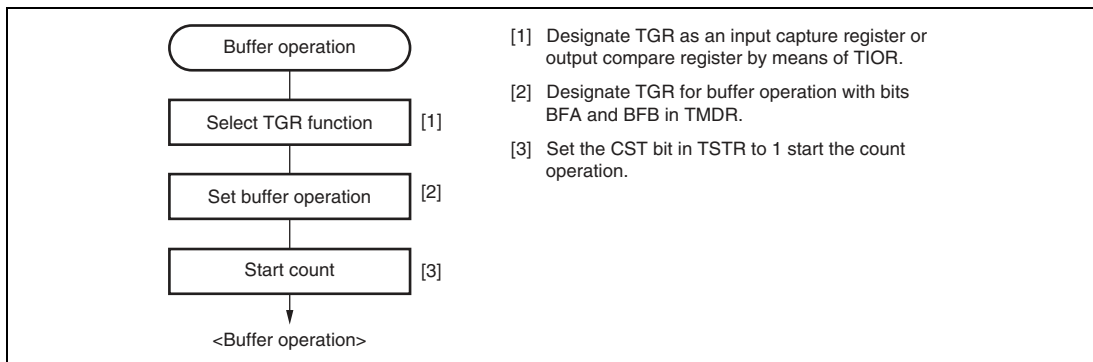 Buffer operation
Select TGR function [1]
Set buffer operation [2]
Start count [3]
<Buffer operation>
[1] Designate TGR as an input capture register or
output compare register by means of TIOR.
[2] Designate TGR for buffer operation with bits
BFA and BFB in TMDR.
[3] Set the CST bit in TSTR to 1 start the count
operation.